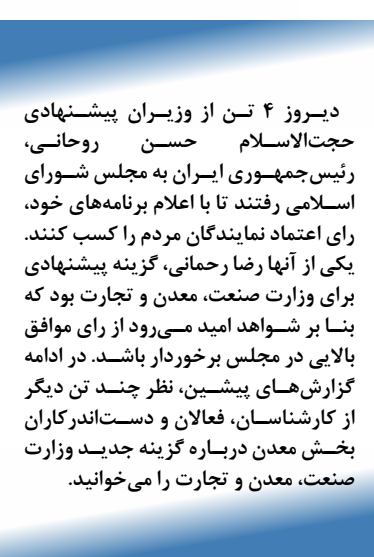 دیروز ۴ تن از وزیران پیشنهادی
حجت‌الاسلام حسن روحانی،
رئیس‌جمهوری ایران به مجلس شورای
اسلامی رفتند تا با اعلام برنامه‌های خود،
رای اعتماد نمایندگان مردم را کسب کنند.
یکی از آنها رضا رحمانی، گزینه پیشنهادی
برای وزارت صنعت، معدن و تجارت بود که
بنا بر شواهد امید می‌رود از رای موافق
بالایی در مجلس برخوردار باشد. در ادامه
گزارش‌های پیشین، نظر چند تن دیگر
از کارشناسان، فعالان و دست‌اندرکاران
بخش معدن درباره گزینه جدید وزارت
صنعت، معدن و تجارت را می‌خوانید.